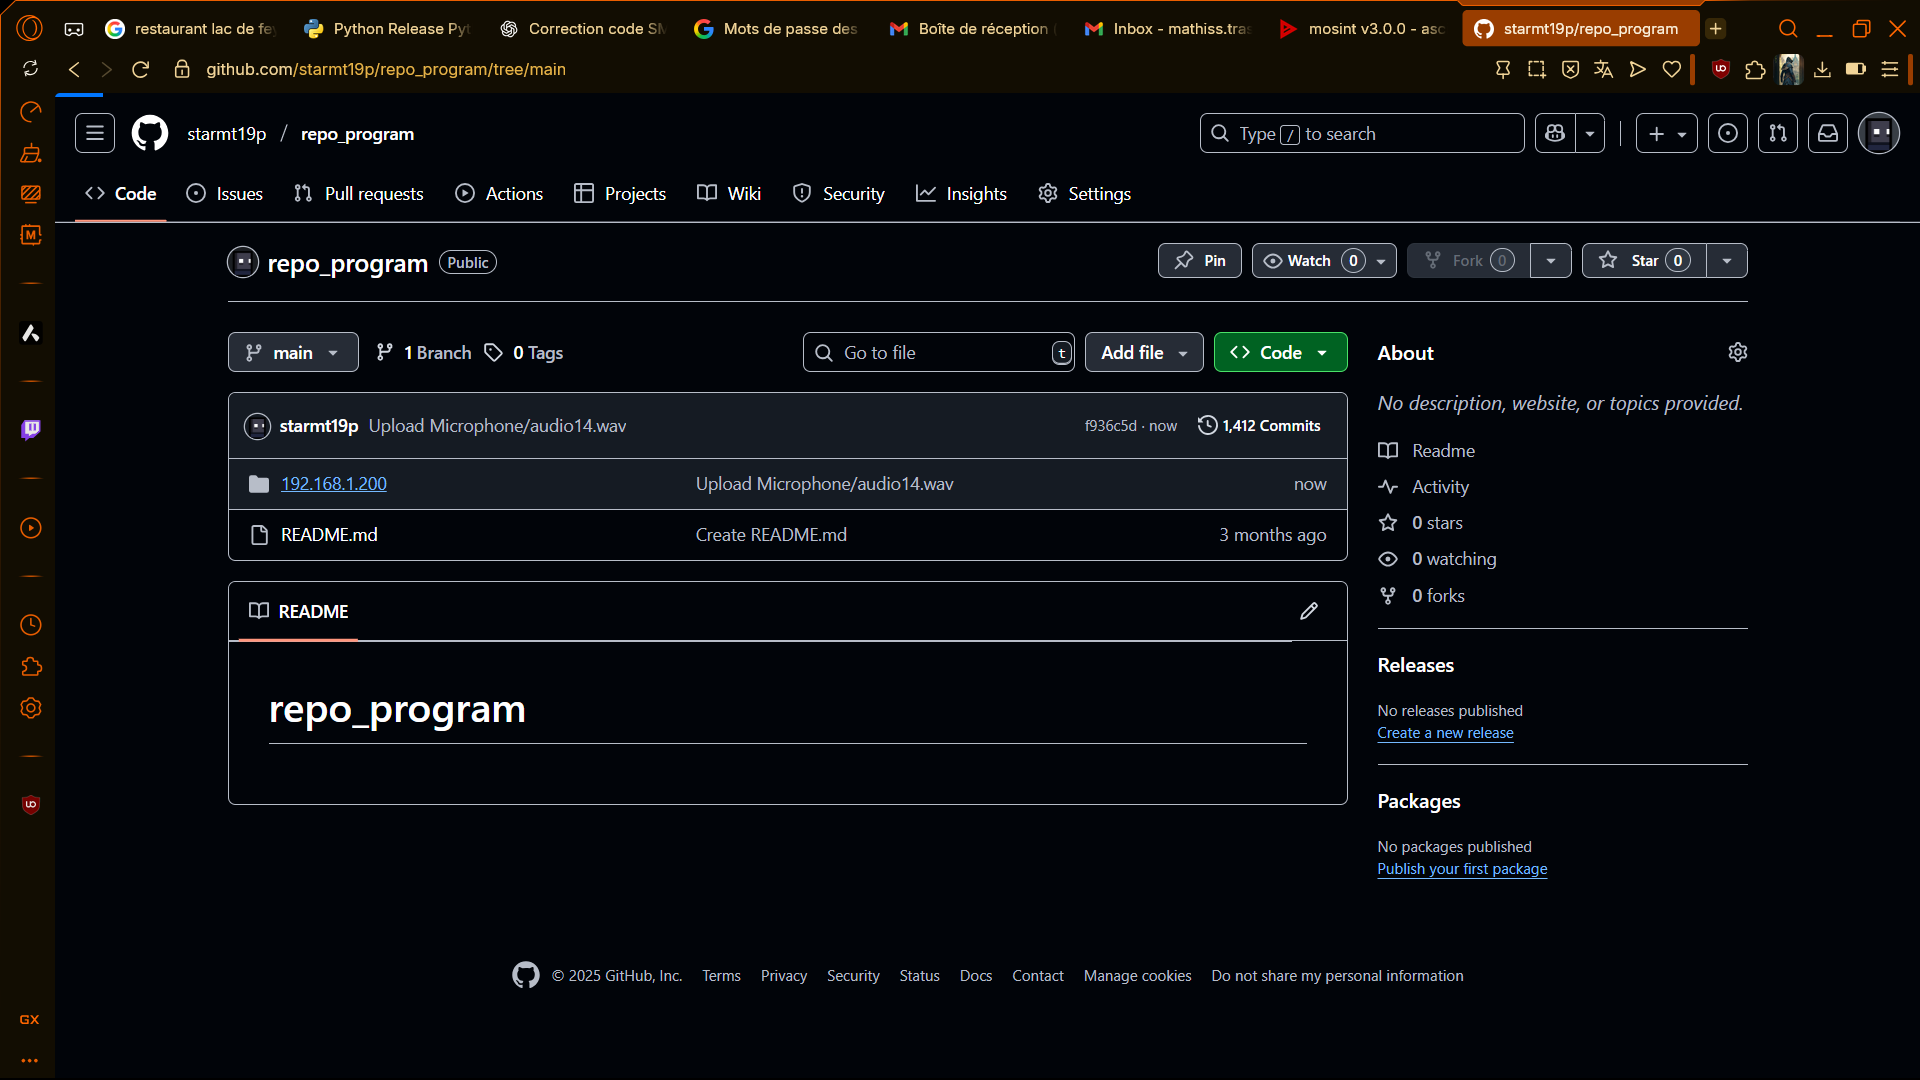 restaurant lac de fey
Python Release Pyt
Correction code SM
Mots de passe des
Boîte de réception
Inbox - mathiss.tras
mosint v3.0.0 - asc
starmt19p/repo_program
github.com/starmt19p/repo_program/tree/main
starmt19p / repo_program
Type / to search
Code
Issues
Pull requests
Actions
Projects
Wiki
Security
Insights
Settings
repo_program
Public
Pin
Watch 0
Fork 0
Star 0
main
1 Branch
0 Tags
Go to file
t
Add file
Code
starmt19p Upload Microphone/audio14.wav
f936c5d · now
1,412 Commits
192.168.1.200
Upload Microphone/audio14.wav
now
README.md
Create README.md
3 months ago
README
repo_program
About
No description, website, or topics provided.
Readme
Activity
0 stars
0 watching
0 forks
Releases
No releases published
Create a new release
Packages
No packages published
Publish your first package
© 2025 GitHub, Inc.
Terms
Privacy
Security
Status
Docs
Contact
Manage cookies
Do not share my personal information
GX